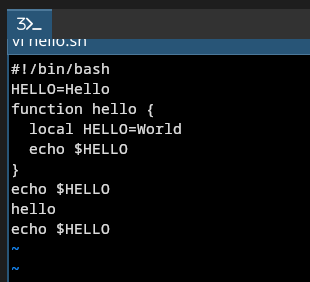 vi hello.sh
#!/bin/bash
HELLO=Hello
function hello {
  local HELLO=World
  echo $HELLO
}
echo $HELLO
hello
echo $HELLO
~
~